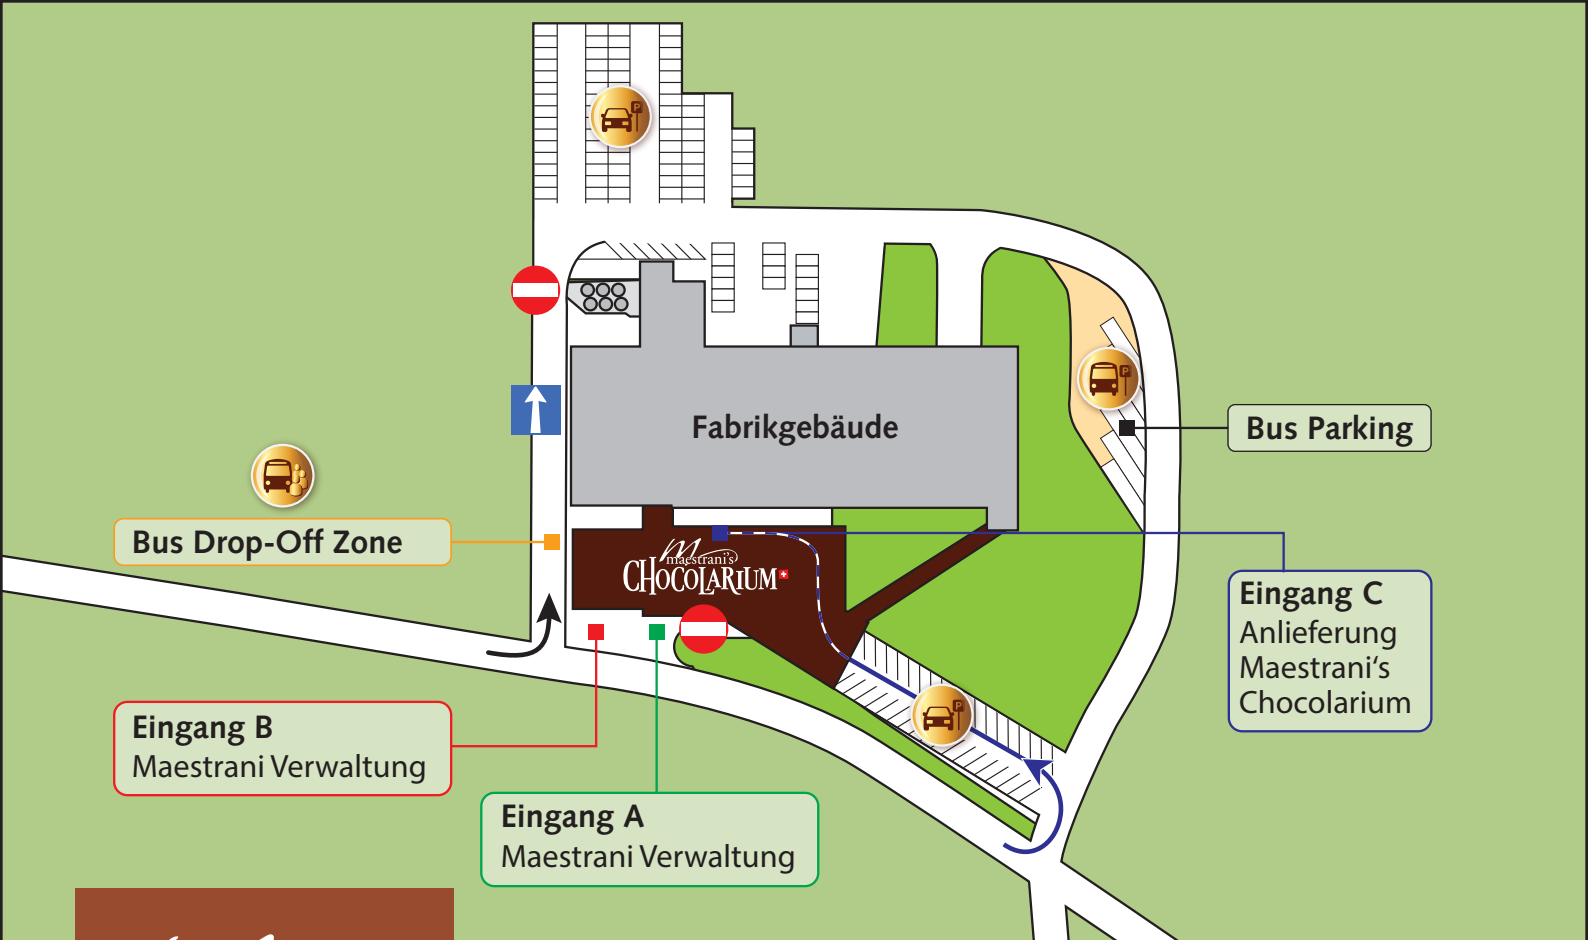 P
Fabrikgebäude
P
Bus Parking
Bus Drop-Off Zone
maestrani's
CHOCOLARIUM
Eingang C
Anlieferung
Maestrani‘s
Chocolarium
Eingang B
Maestrani Verwaltung
P
Eingang A
Maestrani Verwaltung